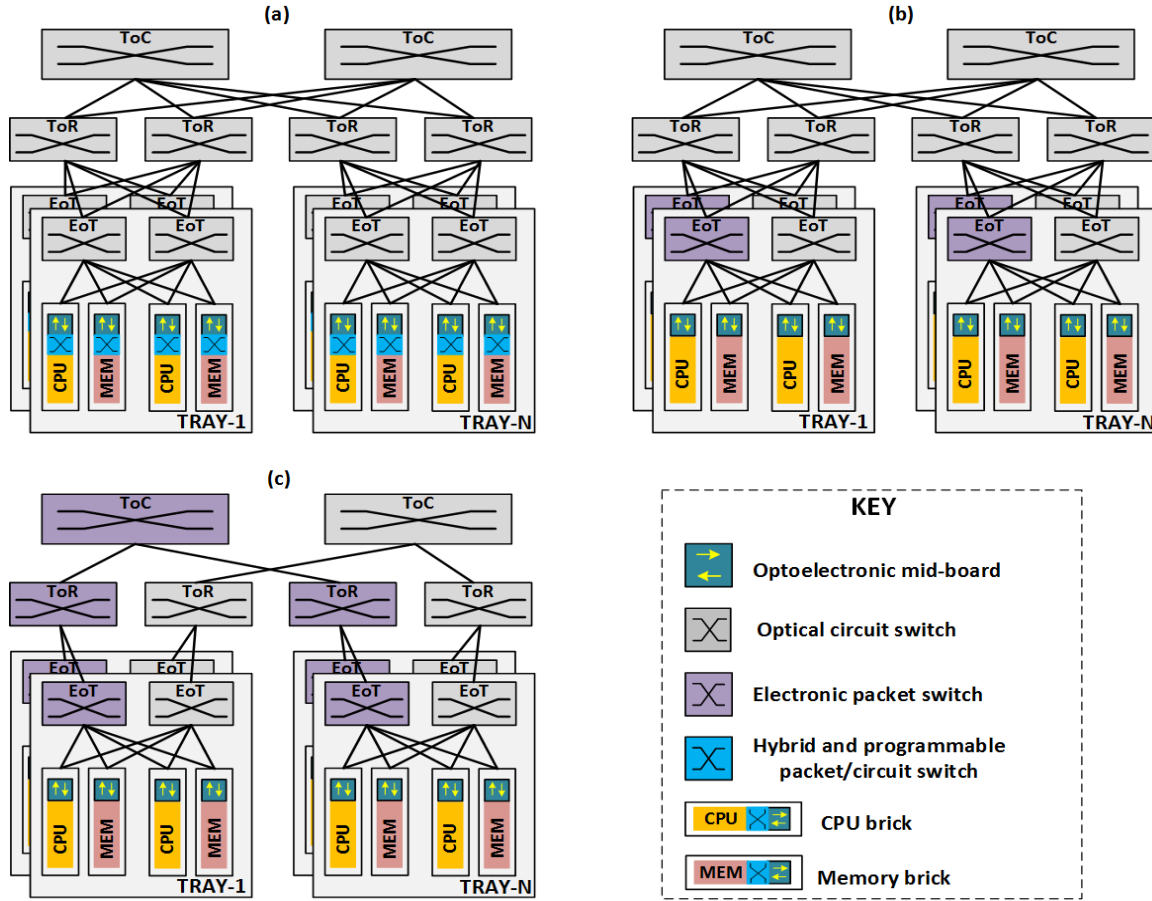 (a)
ToC ToC
ToR ToR ToR ToR
EoT EoT EoT EoT
EoT EoT EoT EoT
CPU MEM CPU MEM CPU MEM CPU MEM
TRAY-1 TRAY-N
(b)
ToC ToC
ToR ToR ToR ToR
EoT EoT EoT EoT
EoT EoT EoT EoT
CPU MEM CPU MEM CPU MEM CPU MEM
TRAY-1 TRAY-N
(c)
ToC ToC
ToR ToR ToR ToR
EoT EoT EoT EoT
EoT EoT EoT EoT
CPU MEM CPU MEM CPU MEM CPU MEM
TRAY-1 TRAY-N
KEY
Optoelectronic mid-board
Optical circuit switch
Electronic packet switch
Hybrid and programmable
packet/circuit switch
CPU CPU brick
MEM Memory brick